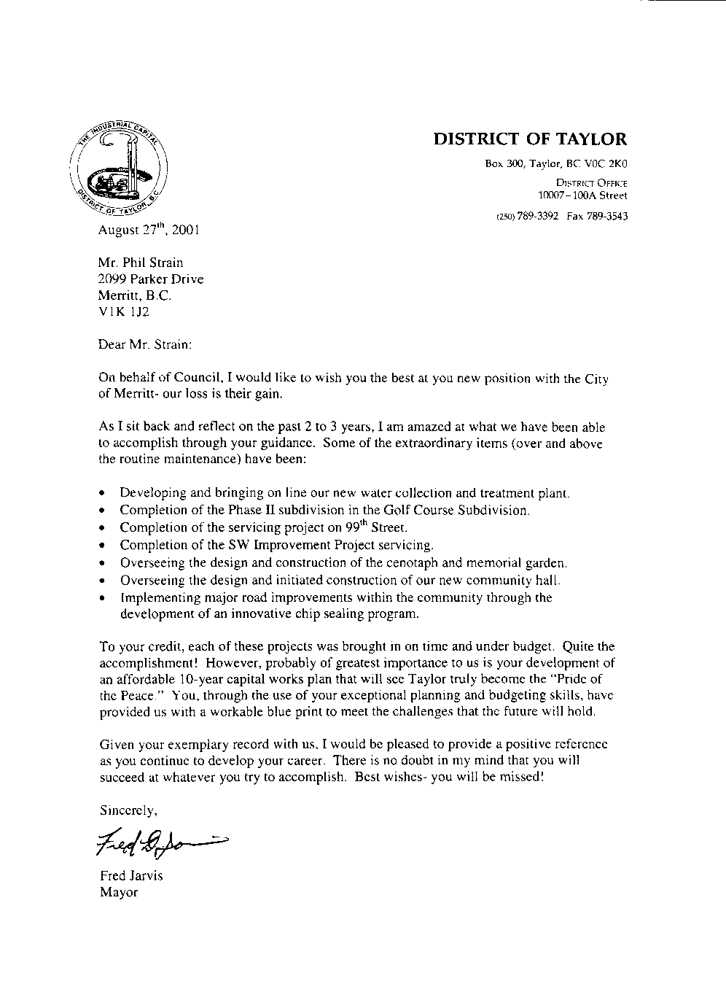 THE INDUSTRIAL CAPITAL
DISTRICT OF TAYLOR, B.C.
DISTRICT OF TAYLOR
Box 300, Taylor, BC V0C 2K0
DISTRICT OFFICE
10007–100A Street
(250) 789-3392 Fax 789-3543
August 27th, 2001
Mr. Phil Strain
2099 Parker Drive
Merritt, B.C.
V1K 1J2
Dear Mr. Strain:
On behalf of Council, I would like to wish you the best at you new position with the City
of Merritt- our loss is their gain.
As I sit back and reflect on the past 2 to 3 years, I am amazed at what we have been able
to accomplish through your guidance. Some of the extraordinary items (over and above
the routine maintenance) have been:
• Developing and bringing on line our new water collection and treatment plant.
• Completion of the Phase II subdivision in the Golf Course Subdivision.
• Completion of the servicing project on 99th Street.
• Completion of the SW Improvement Project servicing.
• Overseeing the design and construction of the cenotaph and memorial garden.
• Overseeing the design and initiated construction of our new community hall.
• Implementing major road improvements within the community through the
development of an innovative chip sealing program.
To your credit, each of these projects was brought in on time and under budget. Quite the
accomplishment! However, probably of greatest importance to us is your development of
an affordable 10-year capital works plan that will see Taylor truly become the “Pride of
the Peace.” You, through the use of your exceptional planning and budgeting skills, have
provided us with a workable blue print to meet the challenges that the future will hold.
Given your exemplary record with us, I would be pleased to provide a positive reference
as you continue to develop your career. There is no doubt in my mind that you will
succeed at whatever you try to accomplish. Best wishes- you will be missed!
Sincerely,
Fred Jarvis
Mayor